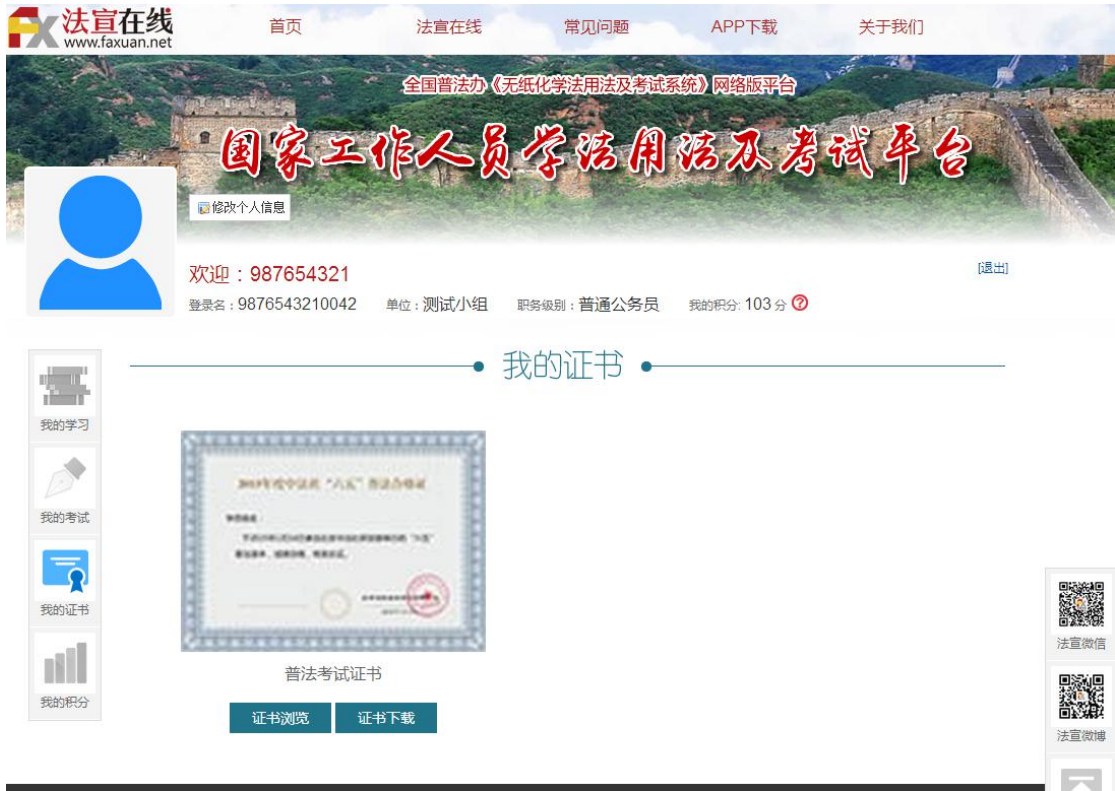 法宣在线
www.faxuan.net
首页
法宣在线
常见问题
APP下载
关于我们
全国普法办《无纸化学法用法及考试系统》网络版平台
国家工作人员学法用法及考试平台
修改个人信息
欢迎：987654321
[退出]
登录名：9876543210042 单位：测试小组 职务级别：普通公务员 我的积分: 103 分
我的证书
我的学习
我的考试
我的证书
我的积分
普法考试证书
证书浏览
证书下载
法宣微信
法宣微博